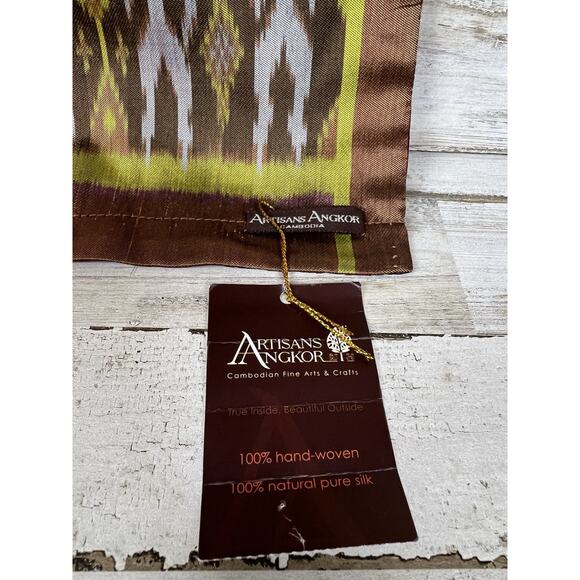 ARTISANS ANGKOR
CAMBODIA
ARTISANS
ANGKOR
Cambodian Fine Arts & Crafts
True Inside, Beautiful Outside
100% hand-woven
100% natural pure silk